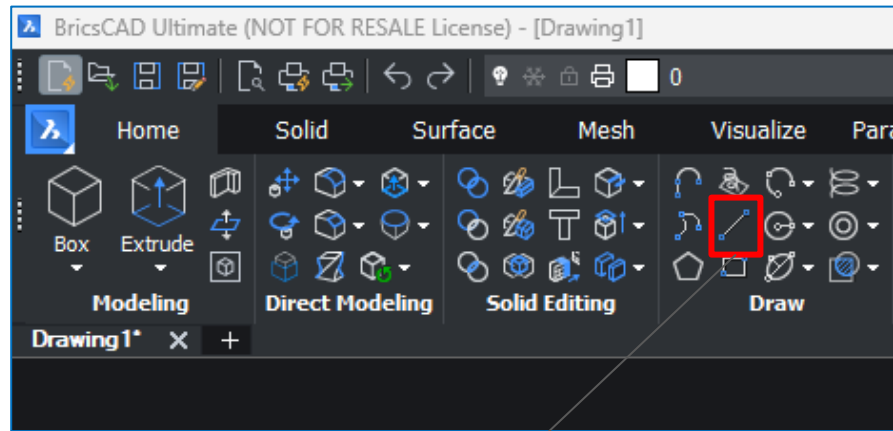 BricsCAD Ultimate (NOT FOR RESALE License) - [Drawing1]
0
Home Solid Surface Mesh Visualize Para
Box Extrude
Modeling Direct Modeling Solid Editing Draw
Drawing1* X +